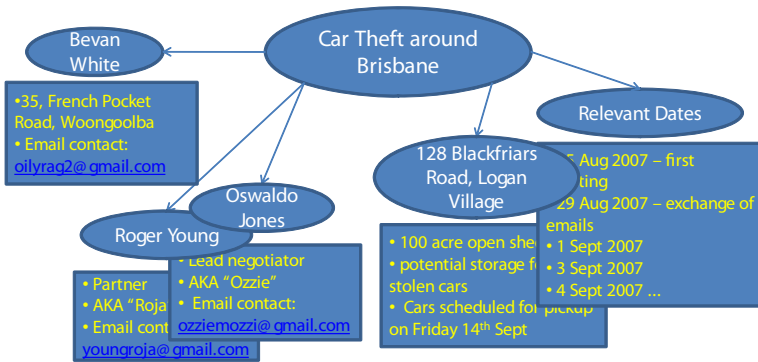 Car Theft around
Brisbane
Bevan
White
•35, French Pocket
Road, Woongoolba
• Email contact:
oilyrag2@gmail.com
Oswaldo
Jones
Lead negotiator
• AKA "Ozzie"
• Email contact:
ozziemozzi@gmail.com
Roger Young
• Partner
• AKA "Roja
• Email cont
youngroja@gmail.com
128 Blackfriars
Road, Logan
Village
• 100 acre open shed
• potential storage
stolen cars
• Cars scheduled for pickup
on Friday 14th Sept
Relevant Dates
Aug 2007 – first
29 Aug 2007 – exchange of
emails
• 1 Sept 2007
• 3 Sept 2007
• 4 Sept 2007 ...